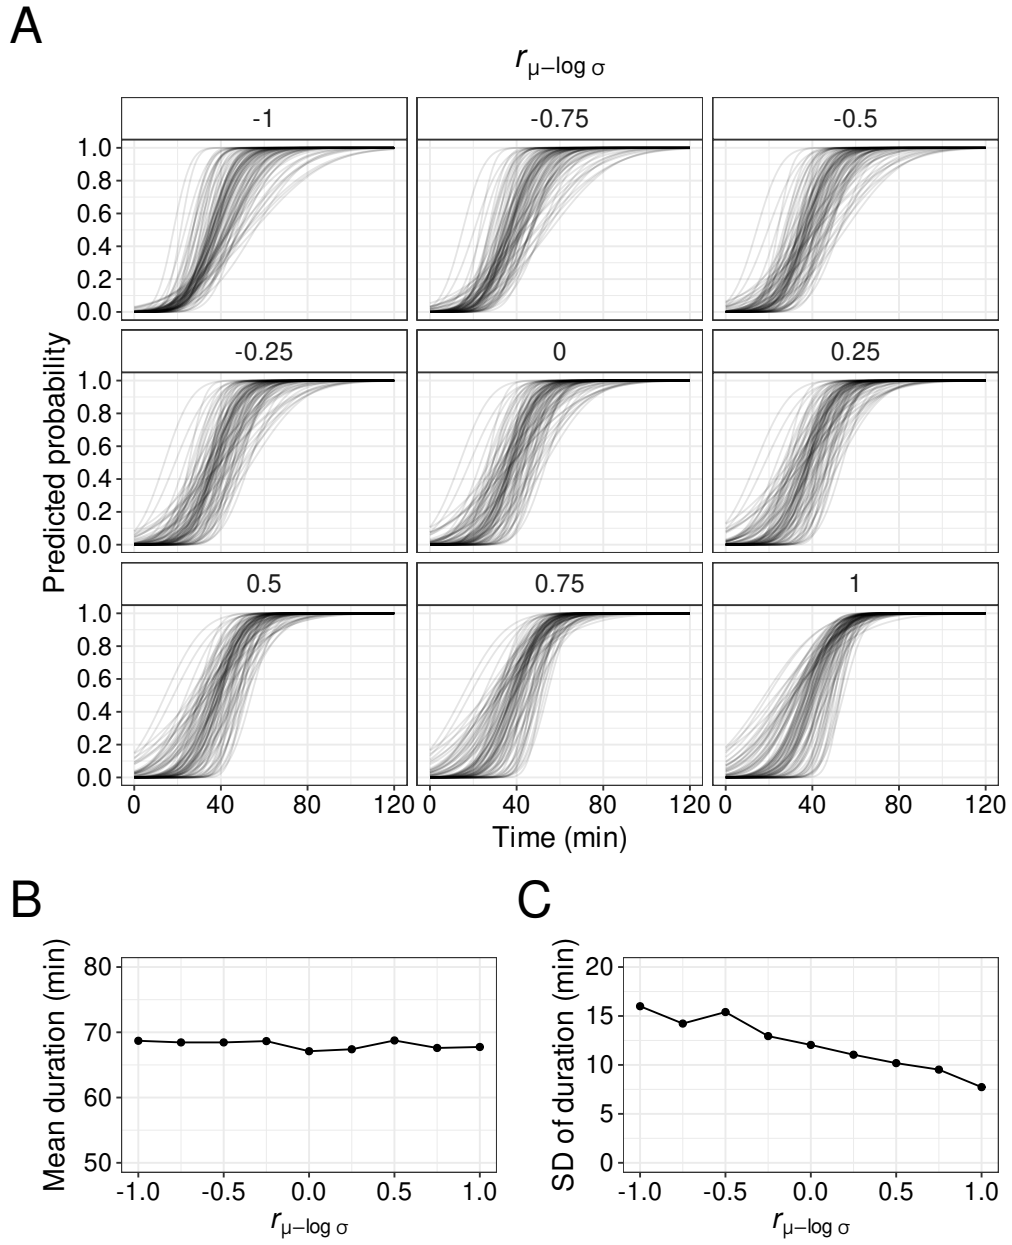 A
r μ−log σ
-1 -0.75 -0.5
1.0
0.8
0.6
0.4
0.2
0.0
-0.25 0 0.25
1.0
0.8
0.6
0.4
0.2
0.0
Predicted probability
0.5 0.75 1
1.0
0.8
0.6
0.4
0.2
0.0
0 40 80 120 0 40 80 120 0 40 80 120
Time (min)
B
Mean duration (min)
80
70
60
50
-1.0 -0.5 0.0 0.5 1.0
r μ−log σ
C
SD of duration (min)
20
15
10
5
0
-1.0 -0.5 0.0 0.5 1.0
r μ−log σ